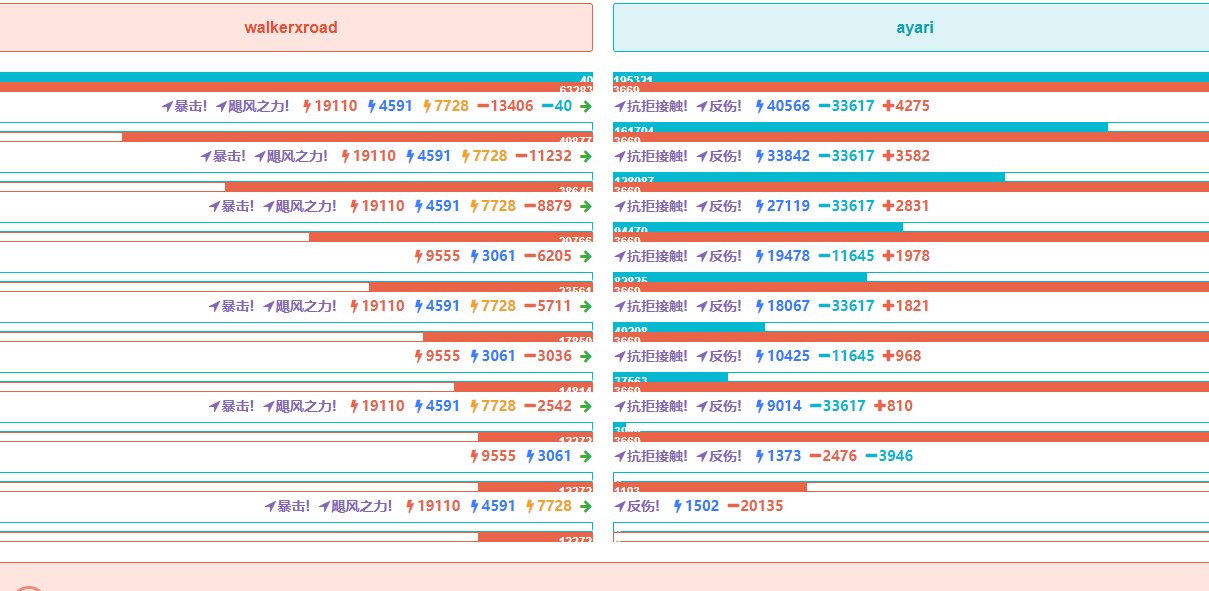 walkerxroad
ayari
40 195321
63283 3669
暴击! 飓风之力! 19110 4591 7728 13406 40 抗拒接触! 反伤! 40566 33617 4275
161704
49877 3669
暴击! 飓风之力! 19110 4591 7728 11232 抗拒接触! 反伤! 33842 33617 3582
128087
38645 3669
暴击! 飓风之力! 19110 4591 7728 8879 抗拒接触! 反伤! 27119 33617 2831
94470
29766 3669
9555 3061 6205 抗拒接触! 反伤! 19478 11645 1978
82825
23561 3669
暴击! 飓风之力! 19110 4591 7728 5711 抗拒接触! 反伤! 18067 33617 1821
49208
17850 3669
9555 3061 3036 抗拒接触! 反伤! 10425 11645 968
37563
14814 3669
暴击! 飓风之力! 19110 4591 7728 2542 抗拒接触! 反伤! 9014 33617 810
12272 3669
9555 3061 抗拒接触! 反伤! 1373 2476 3946
12272 1193
暴击! 飓风之力! 19110 4591 7728 反伤! 1502 20135
12272